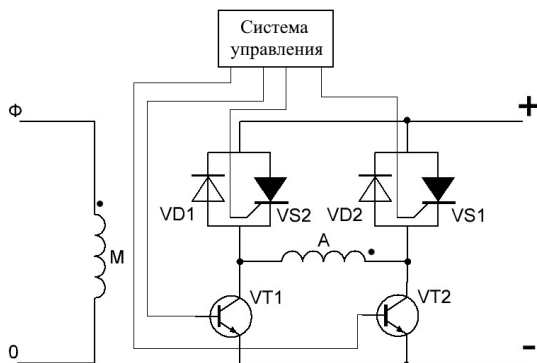 Система
управления
Ф
+
VD1
VS2
VD2
VS1
А
М
VT1
VT2
0
-